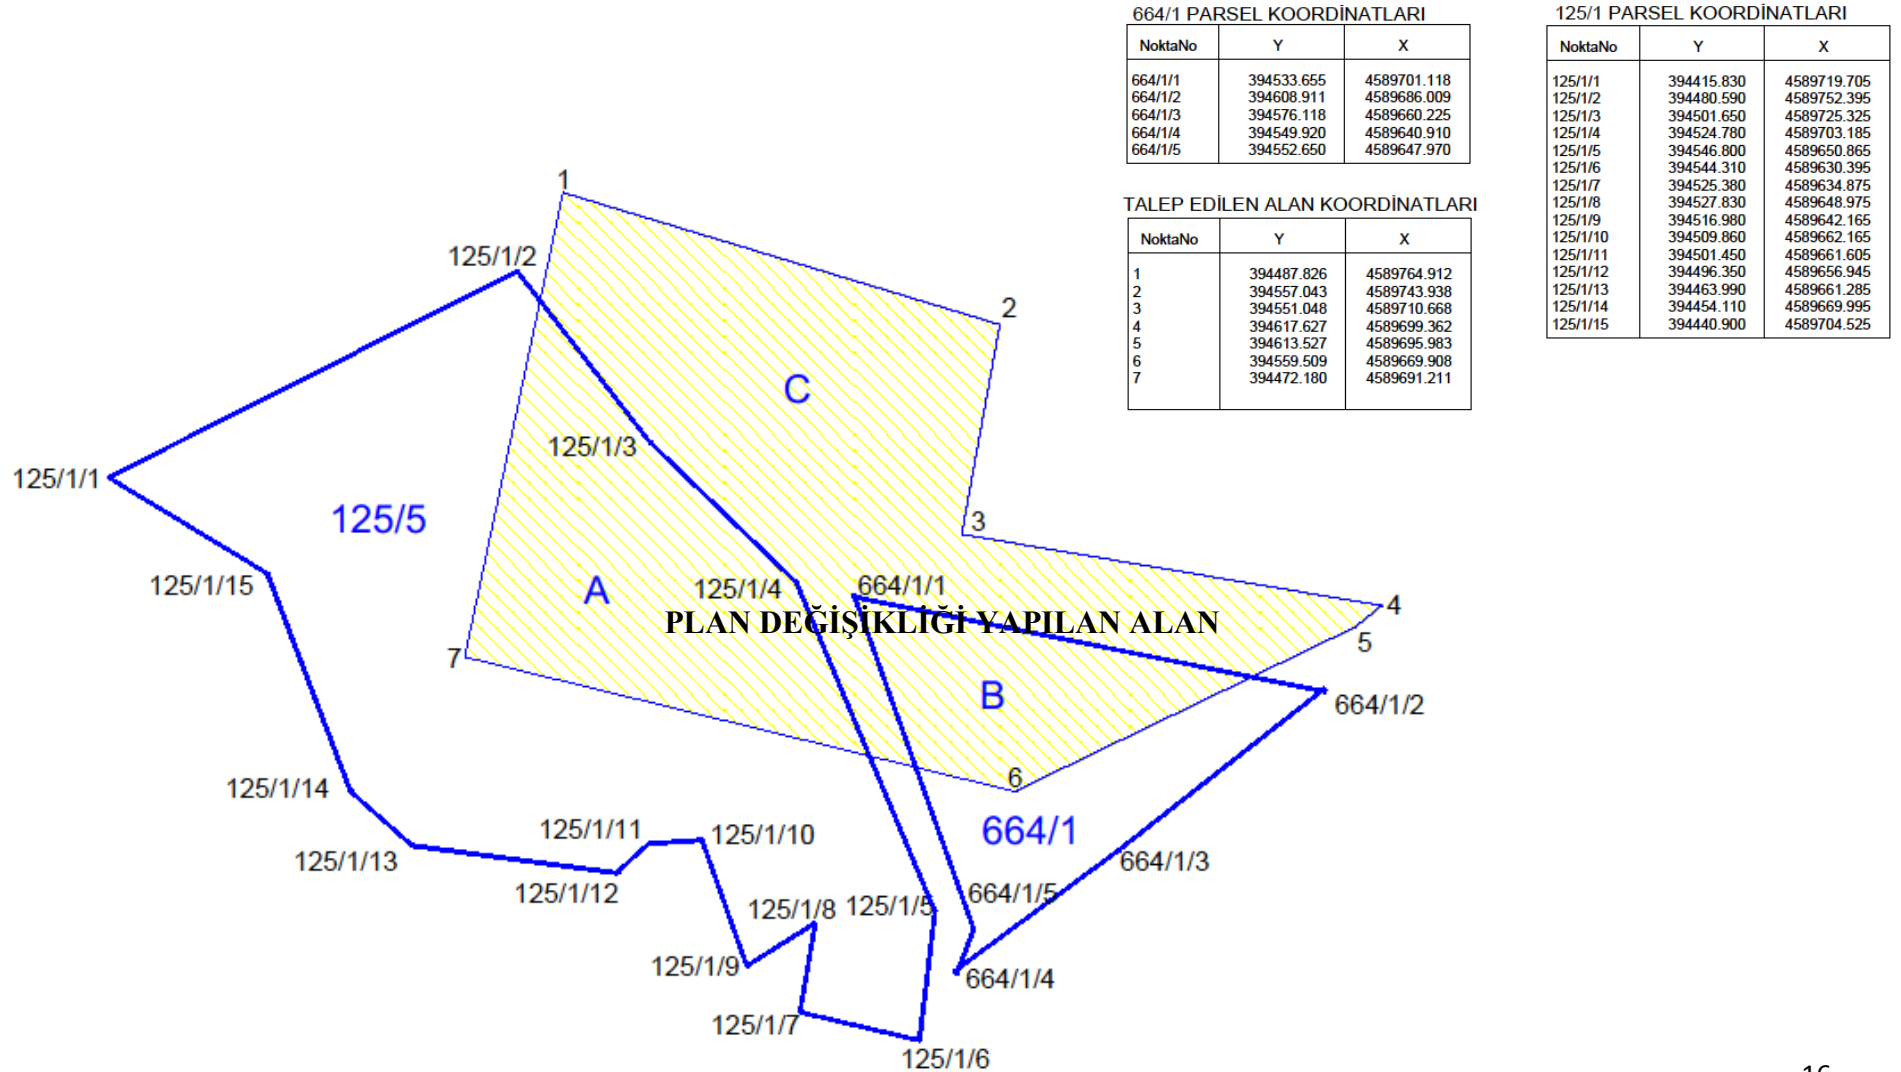 664/1 PARSEL KOORDİNATLARI
NoktaNo Y X
664/1/1 394533.655 4589701.118
664/1/2 394608.911 4589686.009
664/1/3 394576.118 4589660.225
664/1/4 394549.920 4589640.910
664/1/5 394552.650 4589647.970
125/1 PARSEL KOORDİNATLARI
NoktaNo Y X
125/1/1 394415.830 4589719.705
125/1/2 394480.590 4589752.395
125/1/3 394501.650 4589725.325
125/1/4 394524.780 4589703.185
125/1/5 394546.800 4589650.865
125/1/6 394544.310 4589630.395
125/1/7 394525.380 4589634.875
125/1/8 394527.830 4589648.975
125/1/9 394516.980 4589642.165
125/1/10 394509.860 4589662.165
125/1/11 394501.450 4589661.605
125/1/12 394496.350 4589656.945
125/1/13 394463.990 4589661.285
125/1/14 394454.110 4589669.995
125/1/15 394440.900 4589704.525
TALEP EDİLEN ALAN KOORDİNATLARI
NoktaNo Y X
1 394487.826 4589764.912
2 394557.043 4589743.938
3 394551.048 4589710.668
4 394617.627 4589699.362
5 394613.527 4589695.983
6 394559.509 4589669.908
7 394472.180 4589691.211
1
125/1/2
2
C
125/1/3
125/1/1
125/5
3
125/1/15
A
125/1/4
664/1/1
4
PLAN DEĞİŞİKLİĞİ YAPILAN ALAN
5
7
B
664/1/2
6
125/1/14
664/1
125/1/11
125/1/10
125/1/13
664/1/3
125/1/12
664/1/5
125/1/8
125/1/5
125/1/9
664/1/4
125/1/7
125/1/6
16